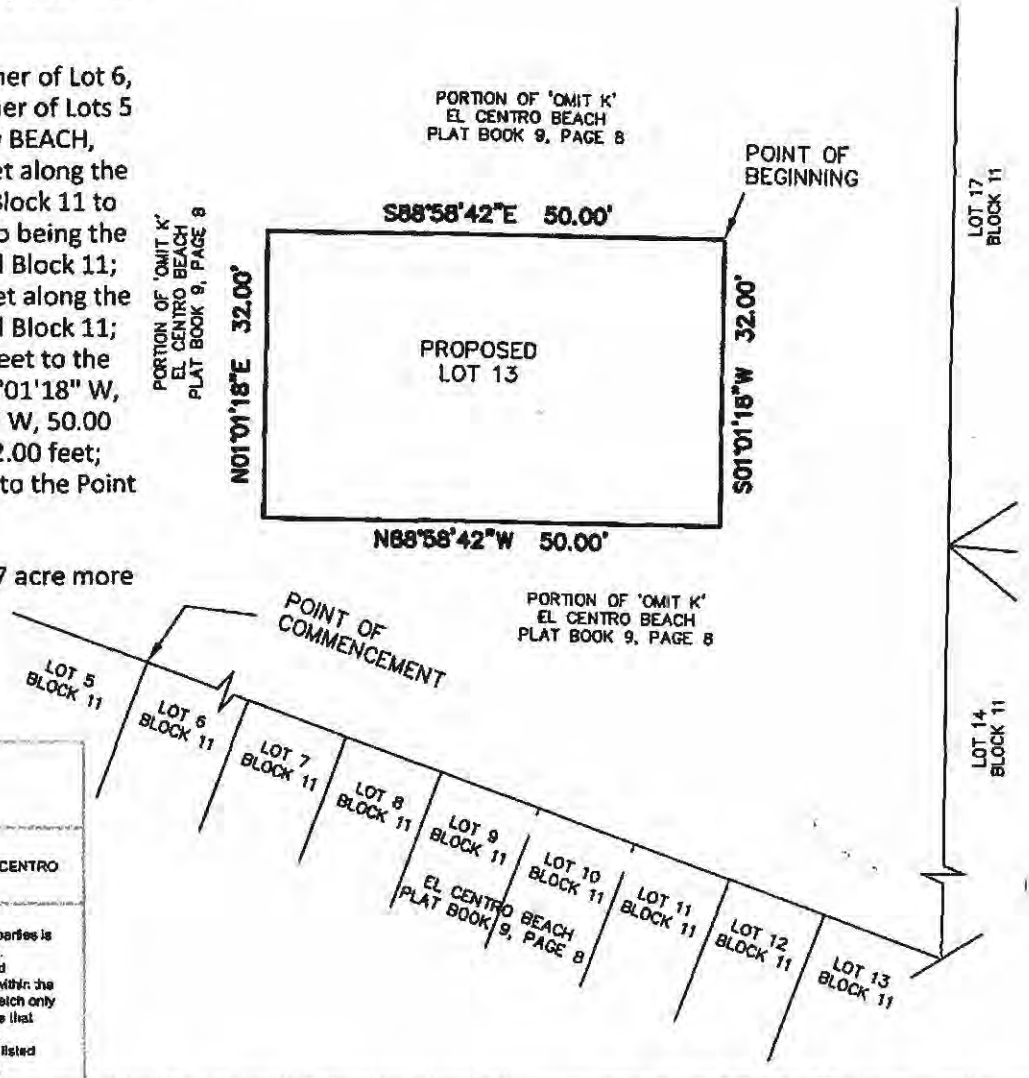 ner of Lot 6,
ner of Lots 5
BEACH,
et along the
Block 11 to
o being the
d Block 11;
et along the
d Block 11;
eet to the
°01'18" W,
W, 50.00
2.00 feet;
to the Point
7 acre more
PORTION OF 'OMIT K'
EL CENTRO BEACH
PLAT BOOK 9, PAGE 8
POINT OF
BEGINNING
LOT 17
BLOCK 11
PORTION OF 'OMIT K'
EL CENTRO BEACH
PLAT BOOK 9, PAGE 8
S88°58'42"E 50.00'
N01°01'18"E 32.00'
PROPOSED
LOT 13
S01°01'18"W 32.00'
N88°58'42"W 50.00'
POINT OF
COMMENCEMENT
PORTION OF 'OMIT K'
EL CENTRO BEACH
PLAT BOOK 9, PAGE 8
LOT 14
BLOCK 11
LOT 5
BLOCK 11
LOT 6
BLOCK 11
LOT 7
BLOCK 11
LOT 8
BLOCK 11
LOT 9
BLOCK 11
LOT 10
BLOCK 11
LOT 11
BLOCK 11
LOT 12
BLOCK 11
LOT 13
BLOCK 11
EL CENTRO BEACH
PLAT BOOK 9, PAGE 8
CENTRO
parties is
d
within the
only
e that
listed